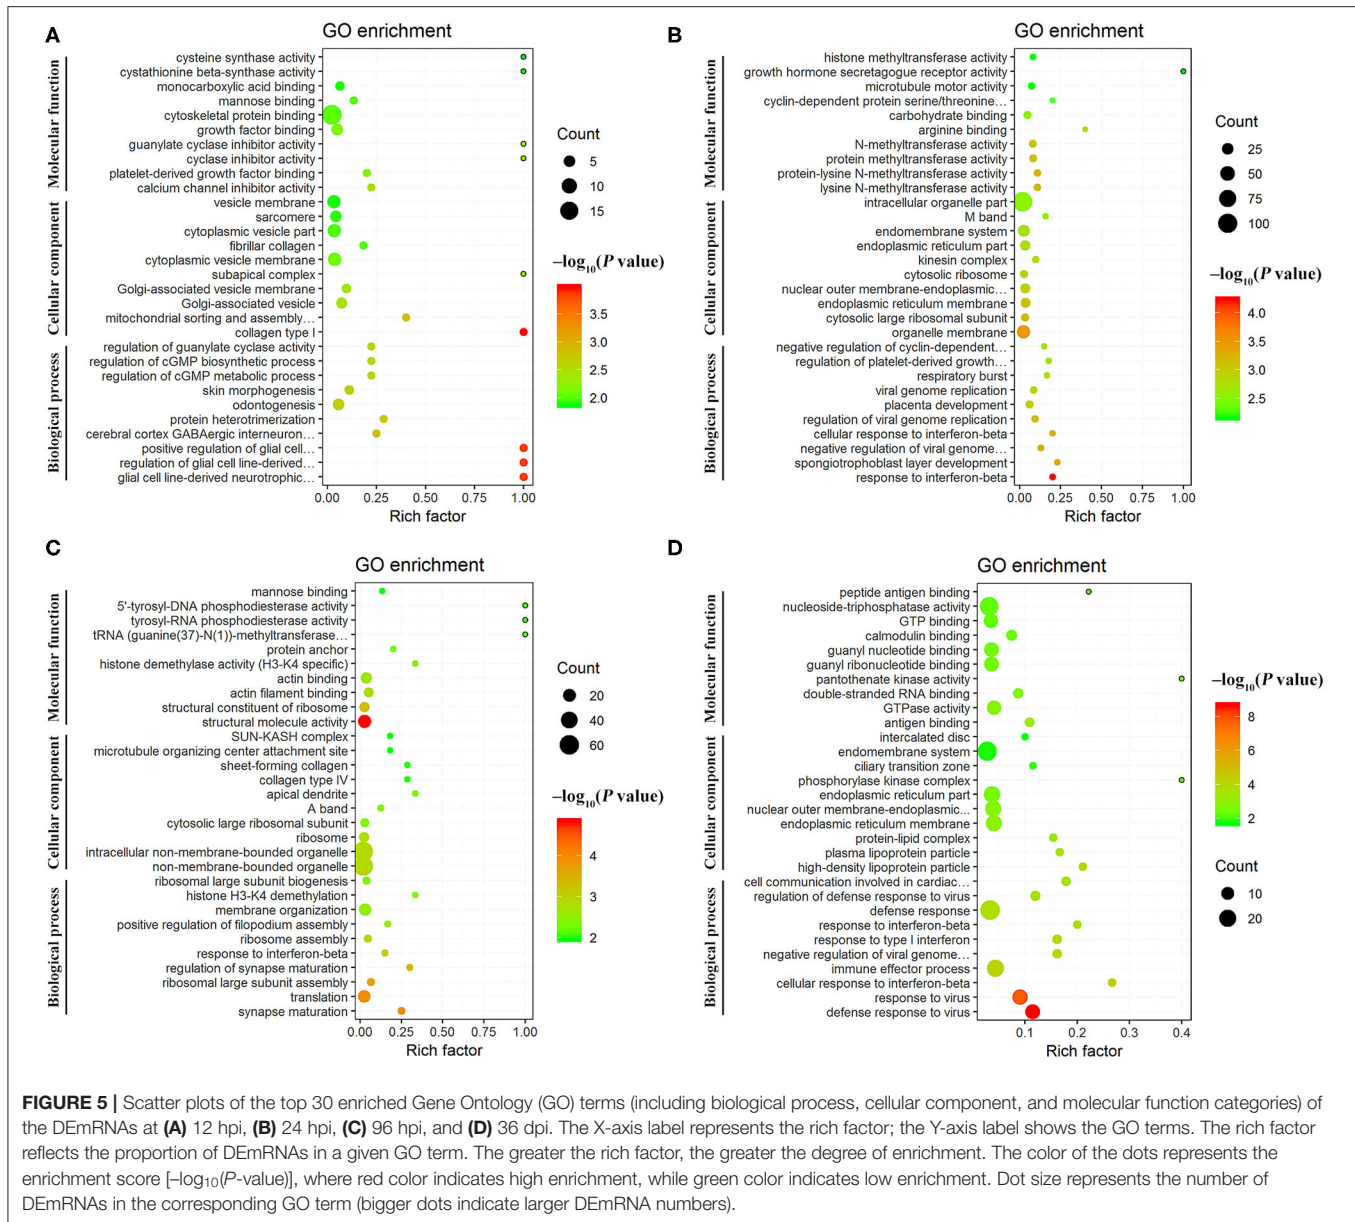 A
GO enrichment
Molecular function
cysteine synthase activity
cystathionine beta-synthase activity
monocarboxylic acid binding
mannose binding
cytoskeletal protein binding
growth factor binding
guanylate cyclase inhibitor activity
cyclase inhibitor activity
platelet-derived growth factor binding
calcium channel inhibitor activity
Cellular component
vesicle membrane
sarcomere
cytoplasmic vesicle part
fibrillar collagen
cytoplasmic vesicle membrane
subapical complex
Golgi-associated vesicle membrane
Golgi-associated vesicle
mitochondrial sorting and assembly…
collagen type I
Biological process
regulation of guanylate cyclase activity
regulation of cGMP biosynthetic process
regulation of cGMP metabolic process
skin morphogenesis
odontogenesis
protein heterotrimerization
cerebral cortex GABAergic interneuron…
positive regulation of glial cell…
regulation of glial cell line-derived…
glial cell line-derived neurotrophic…
0.00 0.25 0.50 0.75 1.00
Rich factor
Count
5
10
15
−log10(P value)
3.5
3.0
2.5
2.0
B
GO enrichment
Molecular function
histone methyltransferase activity
growth hormone secretagogue receptor activity
microtubule motor activity
cyclin-dependent protein serine/threonine…
carbohydrate binding
arginine binding
N-methyltransferase activity
protein methyltransferase activity
protein-lysine N-methyltransferase activity
lysine N-methyltransferase activity
Cellular component
intracellular organelle part
M band
endomembrane system
endoplasmic reticulum part
kinesin complex
cytosolic ribosome
nuclear outer membrane-endoplasmic…
endoplasmic reticulum membrane
cytosolic large ribosomal subunit
organelle membrane
Biological process
negative regulation of cyclin-dependent…
regulation of platelet-derived growth…
respiratory burst
viral genome replication
placenta development
regulation of viral genome replication
cellular response to interferon-beta
negative regulation of viral genome…
spongiotrophoblast layer development
response to interferon-beta
0.00 0.25 0.50 0.75 1.00
Rich factor
Count
25
50
75
100
−log10(P value)
4.0
3.5
3.0
2.5
C
GO enrichment
Molecular function
mannose binding
5'-tyrosyl-DNA phosphodiesterase activity
tyrosyl-RNA phosphodiesterase activity
tRNA (guanine(37)-N(1))-methyltransferase…
protein anchor
histone demethylase activity (H3-K4 specific)
actin binding
actin filament binding
structural constituent of ribosome
structural molecule activity
Cellular component
SUN-KASH complex
microtubule organizing center attachment site
sheet-forming collagen
collagen type IV
apical dendrite
A band
cytosolic large ribosomal subunit
ribosome
intracellular non-membrane-bounded organelle
non-membrane-bounded organelle
Biological process
ribosomal large subunit biogenesis
histone H3-K4 demethylation
membrane organization
positive regulation of filopodium assembly
ribosome assembly
response to interferon-beta
regulation of synapse maturation
ribosomal large subunit assembly
translation
synapse maturation
0.00 0.25 0.50 0.75 1.00
Rich factor
Count
20
40
60
−log10(P value)
4
3
2
D
GO enrichment
Molecular function
peptide antigen binding
nucleoside-triphosphatase activity
GTP binding
calmodulin binding
guanyl nucleotide binding
guanyl ribonucleotide binding
pantothenate kinase activity
double-stranded RNA binding
GTPase activity
antigen binding
Cellular component
intercalated disc
endomembrane system
ciliary transition zone
phosphorylase kinase complex
endoplasmic reticulum part
nuclear outer membrane-endoplasmic…
endoplasmic reticulum membrane
protein-lipid complex
plasma lipoprotein particle
high-density lipoprotein particle
Biological process
cell communication involved in cardiac…
regulation of defense response to virus
defense response
response to interferon-beta
response to type I interferon
negative regulation of viral genome…
immune effector process
cellular response to interferon-beta
response to virus
defense response to virus
0.1 0.2 0.3 0.4
Rich factor
−log10(P value)
8
6
4
2
Count
10
20
FIGURE 5 | Scatter plots of the top 30 enriched Gene Ontology (GO) terms (including biological process, cellular component, and molecular function categories) of
the DEmRNAs at (A) 12 hpi, (B) 24 hpi, (C) 96 hpi, and (D) 36 dpi. The X-axis label represents the rich factor; the Y-axis label shows the GO terms. The rich factor
reflects the proportion of DEmRNAs in a given GO term. The greater the rich factor, the greater the degree of enrichment. The color of the dots represents the
enrichment score [–log10(P-value)], where red color indicates high enrichment, while green color indicates low enrichment. Dot size represents the number of
DEmRNAs in the corresponding GO term (bigger dots indicate larger DEmRNA numbers).